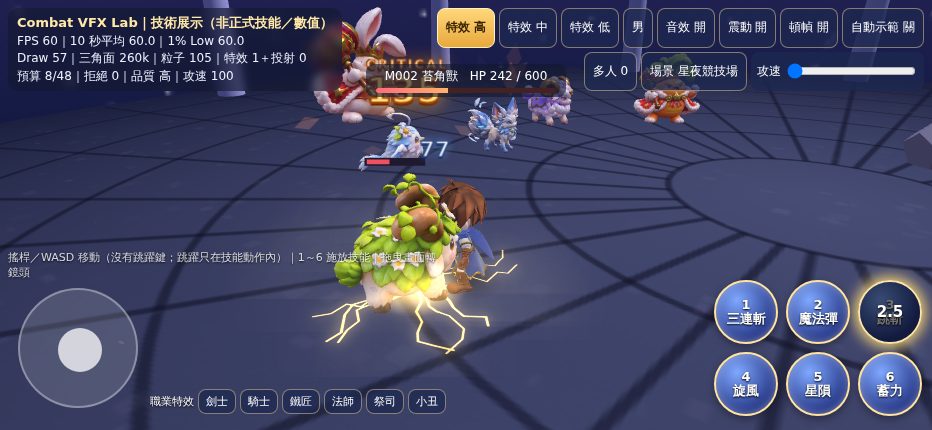 Combat VFX Lab｜技術展示（非正式技能／數值）
FPS 60｜10 秒平均 60.0｜1% Low 60.0
Draw 57｜三角面 260k｜粒子 105｜特效 1＋投射 0
預算 8/48｜拒絕 0｜品質 高｜攻速 100
特效 高
特效 中
特效 低
男
音效 開
震動 開
頓幀 開
自動示範 關
多人 0
場景 星夜競技場
攻速
CRITICAL
135
M002 苔角獸 HP 242 / 600
77
搖桿／WASD 移動（沒有跳躍鍵；跳躍只在技能動作內）｜1～6 施放技能｜拖曳畫面轉
鏡頭
1
三連斬
2
魔法彈
3
跳斬
2.5
4
旋風
5
星隕
6
蓄力
職業特效
劍士
騎士
鐵匠
法師
祭司
小丑